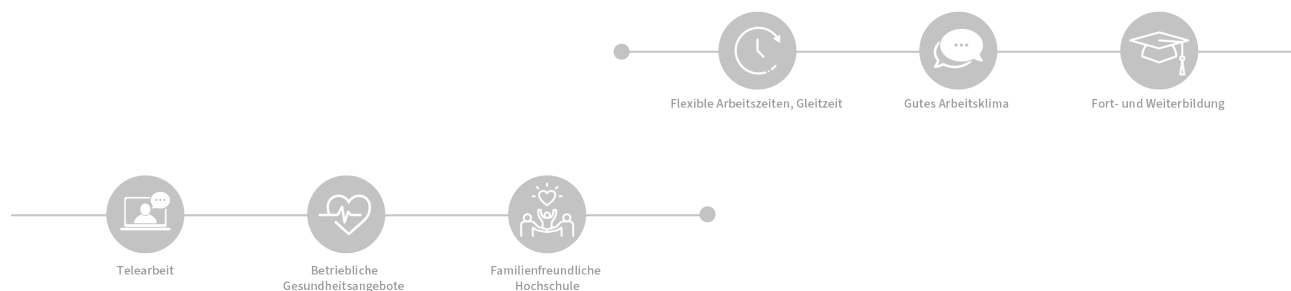 Flexible Arbeitszeiten, Gleitzeit
Gutes Arbeitsklima
Fort- und Weiterbildung
Telearbeit
Betriebliche
Gesundheitsangebote
Familienfreundliche
Hochschule